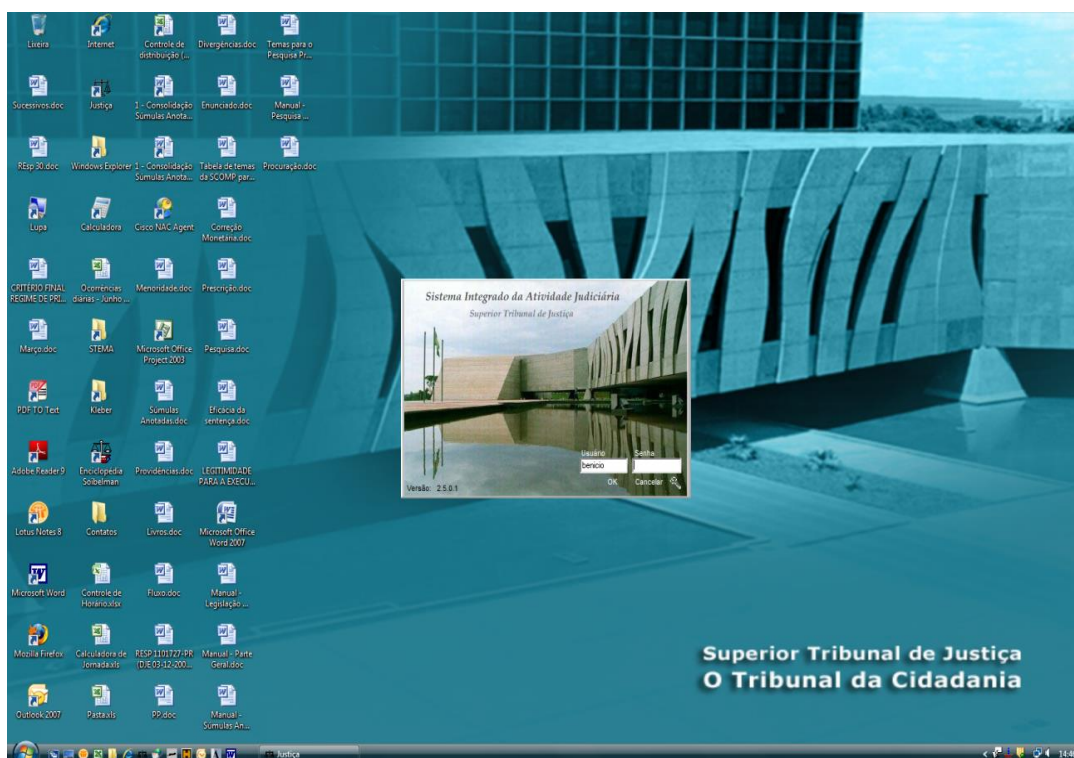 Lixeira
Internet
Controle de
distribuição (...
Divergências.doc
Temas para o
Pesquisa Pr...
Sucessivos.doc
Justiça
1 - Consolidação
Súmulas Anota...
Enunciado.doc
Manual -
Pesquisa ...
REsp 30.doc
Windows Explorer
1 - Consolidação
Súmulas Anota...
Tabela de temas
da SCOMP par...
Procuração.doc
Lupa
Calculadora
Cisco NAC Agent
Correção
Monetária.doc
CRITÉRIO FINAL
REGIME DE PRI...
Ocorrências
diárias - Junho ...
Menoridade.doc
Prescrição.doc
Março.doc
STEMA
Microsoft Office
Project 2003
Pesquisa.doc
PDF TO Text
Kleber
Súmulas
Anotadas.doc
Eficácia da
sentença.doc
Adobe Reader 9
Enciclopédia
Soibelman
Providências.doc
LEGITIMIDADE
PARA A EXECU...
Lotus Notes 8
Contatos
Livros.doc
Microsoft Office
Word 2007
Microsoft Word
Controle de
Horário.xlsx
Fluxo.doc
Manual -
Legislação ...
Mozilla Firefox
Calculadora de
Jornada.xls
RESP 1101727-PR
(DJE 03-12-200...
Manual - Parte
Geral.doc
Outlook 2007
Pasta.xls
PP.doc
Manual -
Súmulas An...
Sistema Integrado da Atividade Judiciária
Superior Tribunal de Justiça
Usuário Senha
benicio
OK Cancelar
Versão: 2.5.0.1
Superior Tribunal de Justiça
O Tribunal da Cidadania
Justiça